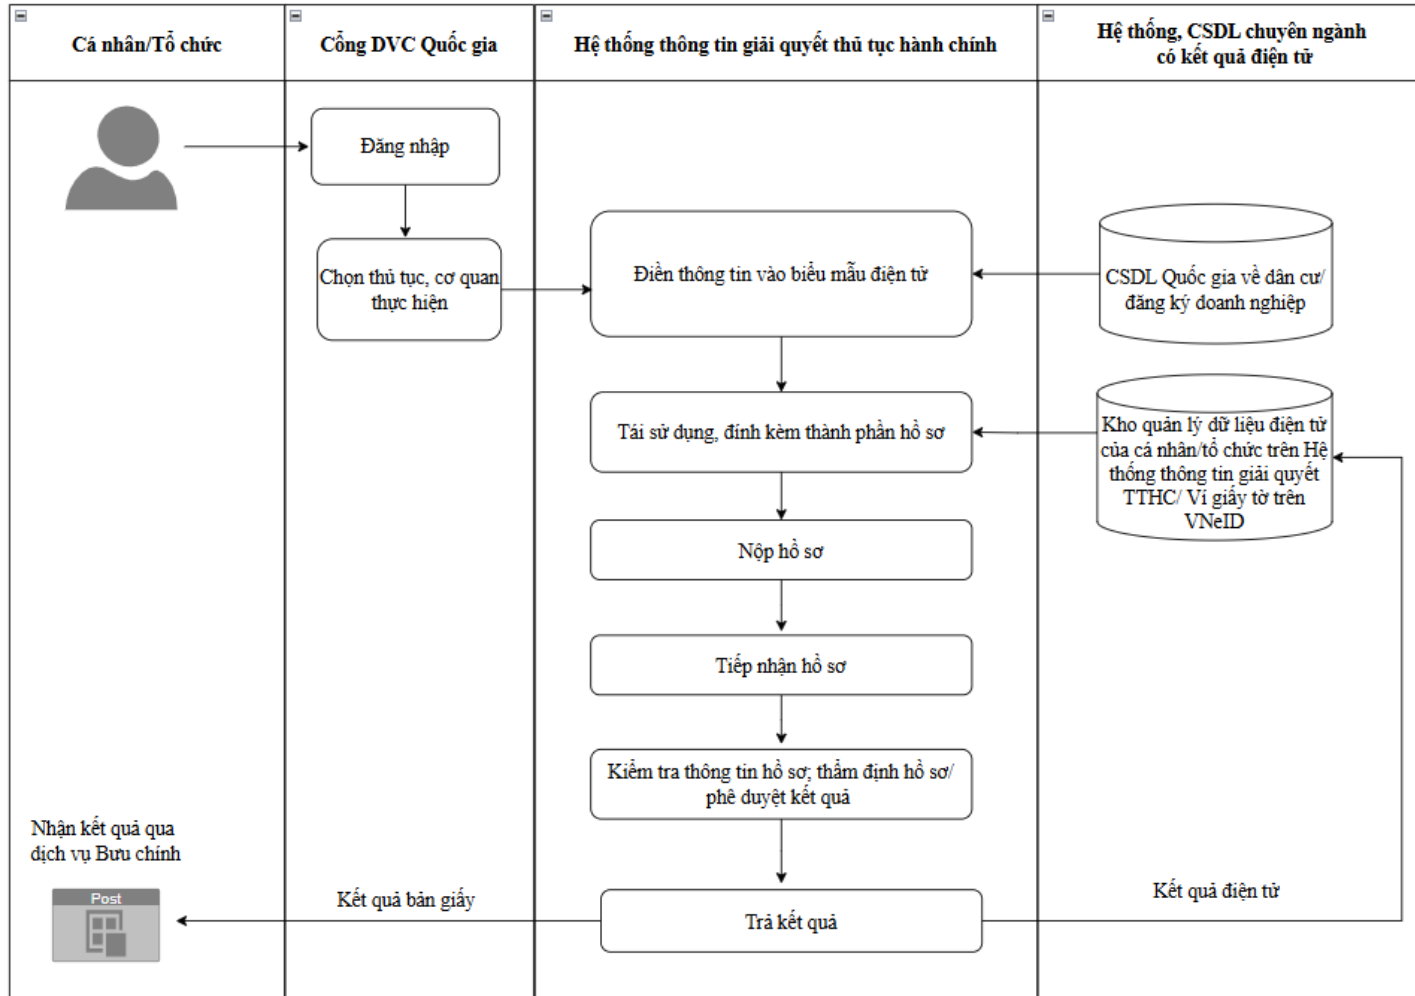 Cá nhân/Tổ chức
Cổng DVC Quốc gia
Hệ thống thông tin giải quyết thủ tục hành chính
Hệ thống, CSDL chuyên ngành
có kết quả điện tử
Đăng nhập
Chọn thủ tục, cơ quan
thực hiện
Điền thông tin vào biểu mẫu điện tử
CSDL Quốc gia về dân cư/
đăng ký doanh nghiệp
Tái sử dụng, đính kèm thành phần hồ sơ
Kho quản lý dữ liệu điện tử
của cá nhân/tổ chức trên Hệ
thống thông tin giải quyết
TTHC/ Ví giấy tờ trên
VNeID
Nộp hồ sơ
Tiếp nhận hồ sơ
Kiểm tra thông tin hồ sơ; thẩm định hồ sơ/
phê duyệt kết quả
Nhận kết quả qua
dịch vụ Bưu chính
Post
Kết quả bản giấy
Trả kết quả
Kết quả điện tử